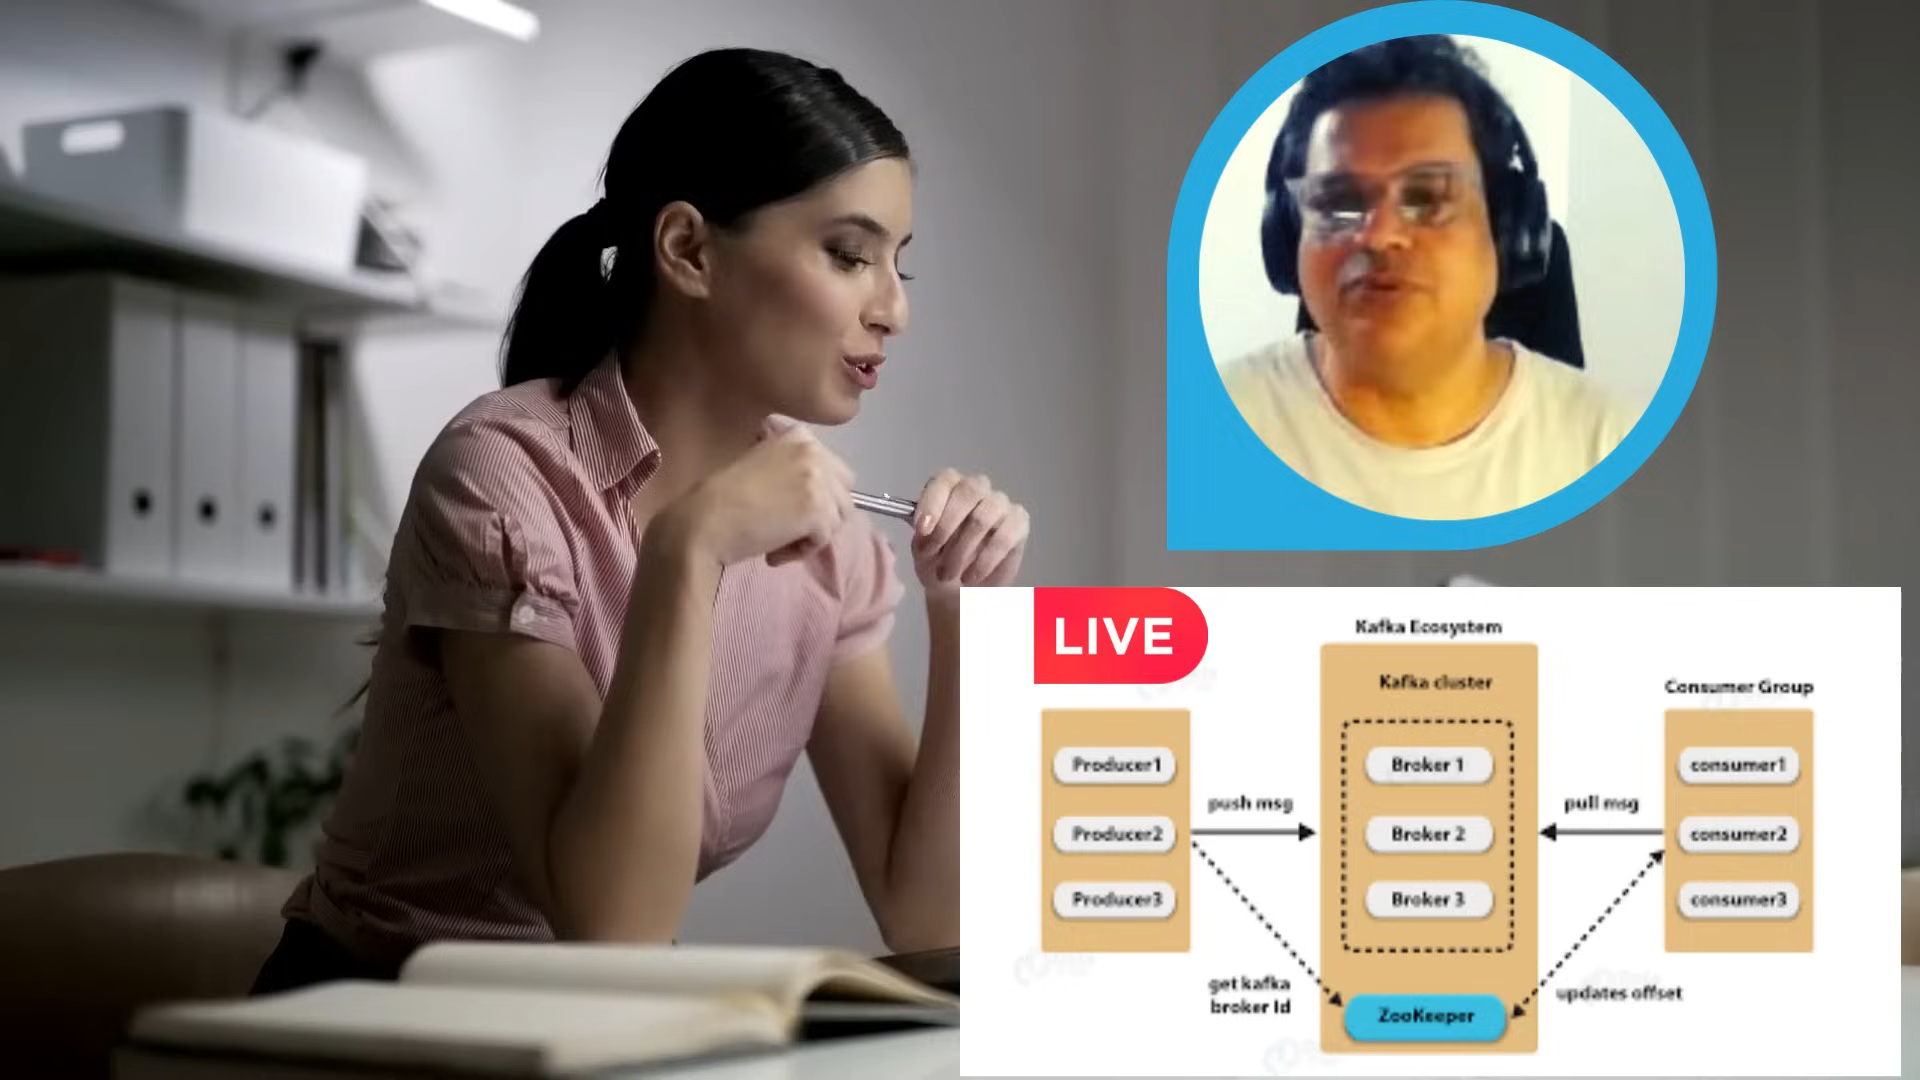 LIVE
Kafka Ecosystem
Kafka cluster
Consumer Group
Producer1
Broker 1
consumer1
push msg
pull msg
Producer2
Broker 2
consumer2
Producer3
Broker 3
consumer3
get kafka
broker Id
updates offset
ZooKeeper